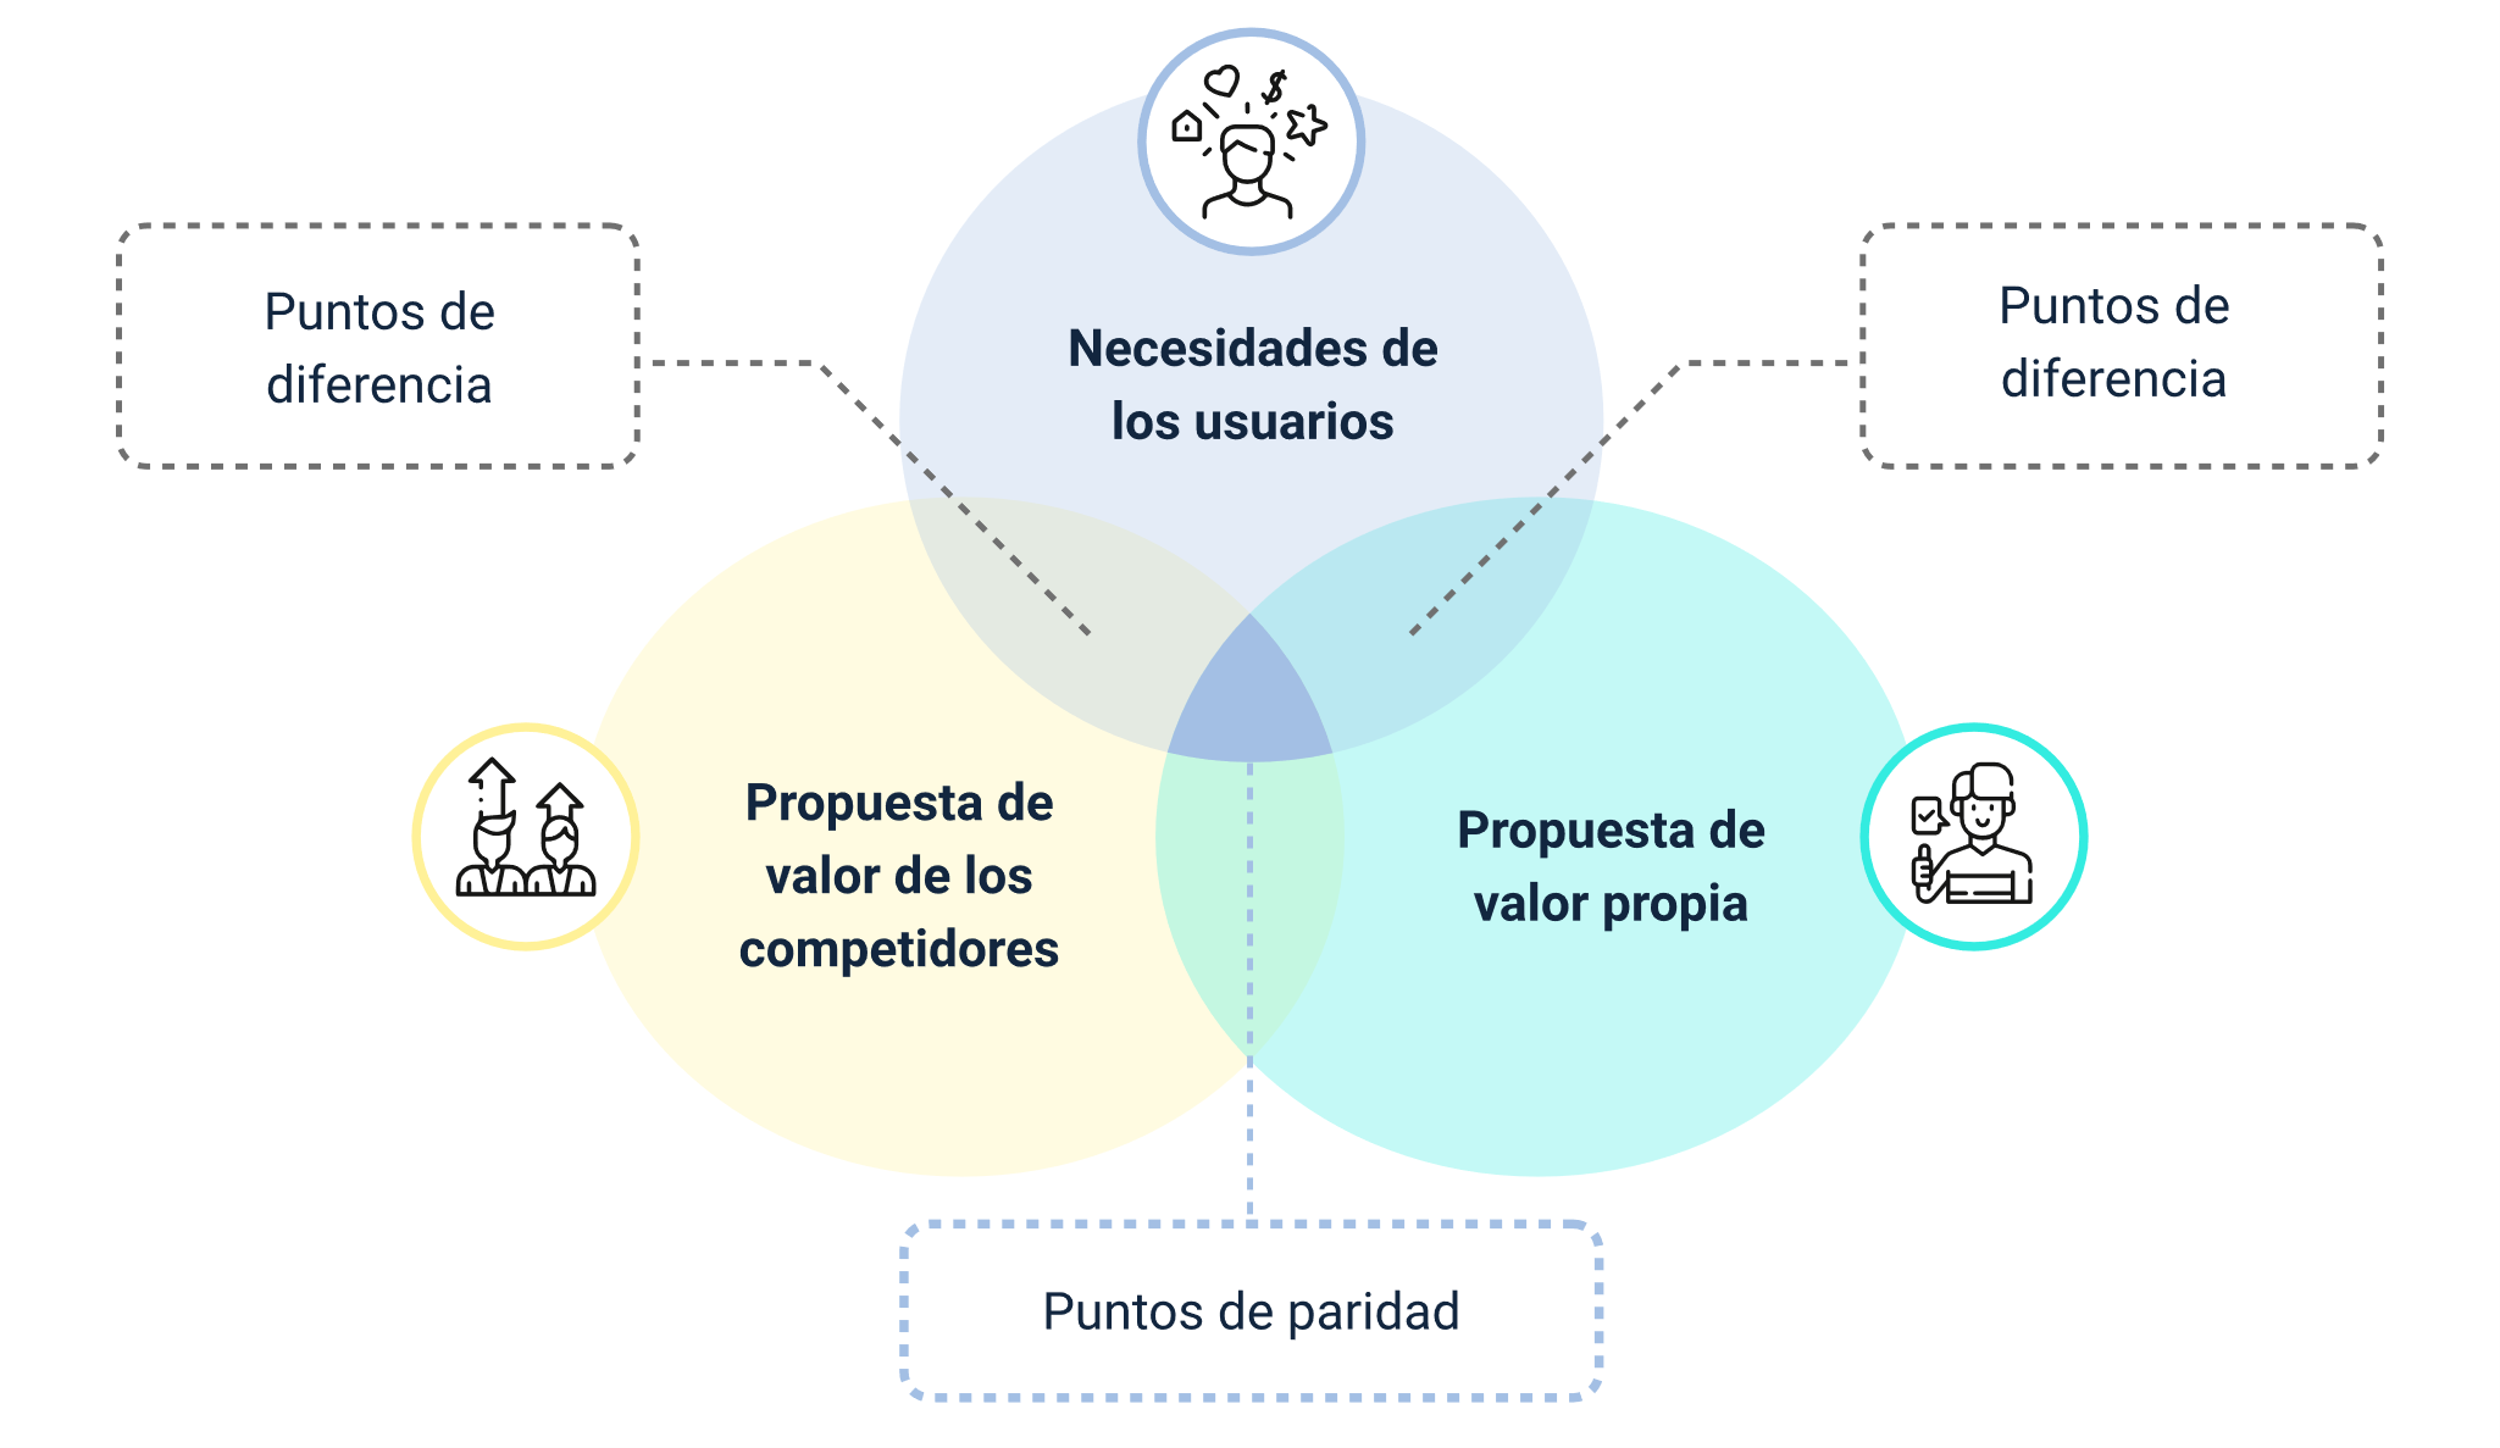 Necesidades de
los usuarios
Puntos de
diferencia
Puntos de
diferencia
Propuesta de
valor de los
competidores
Propuesta de
valor propia
Puntos de paridad